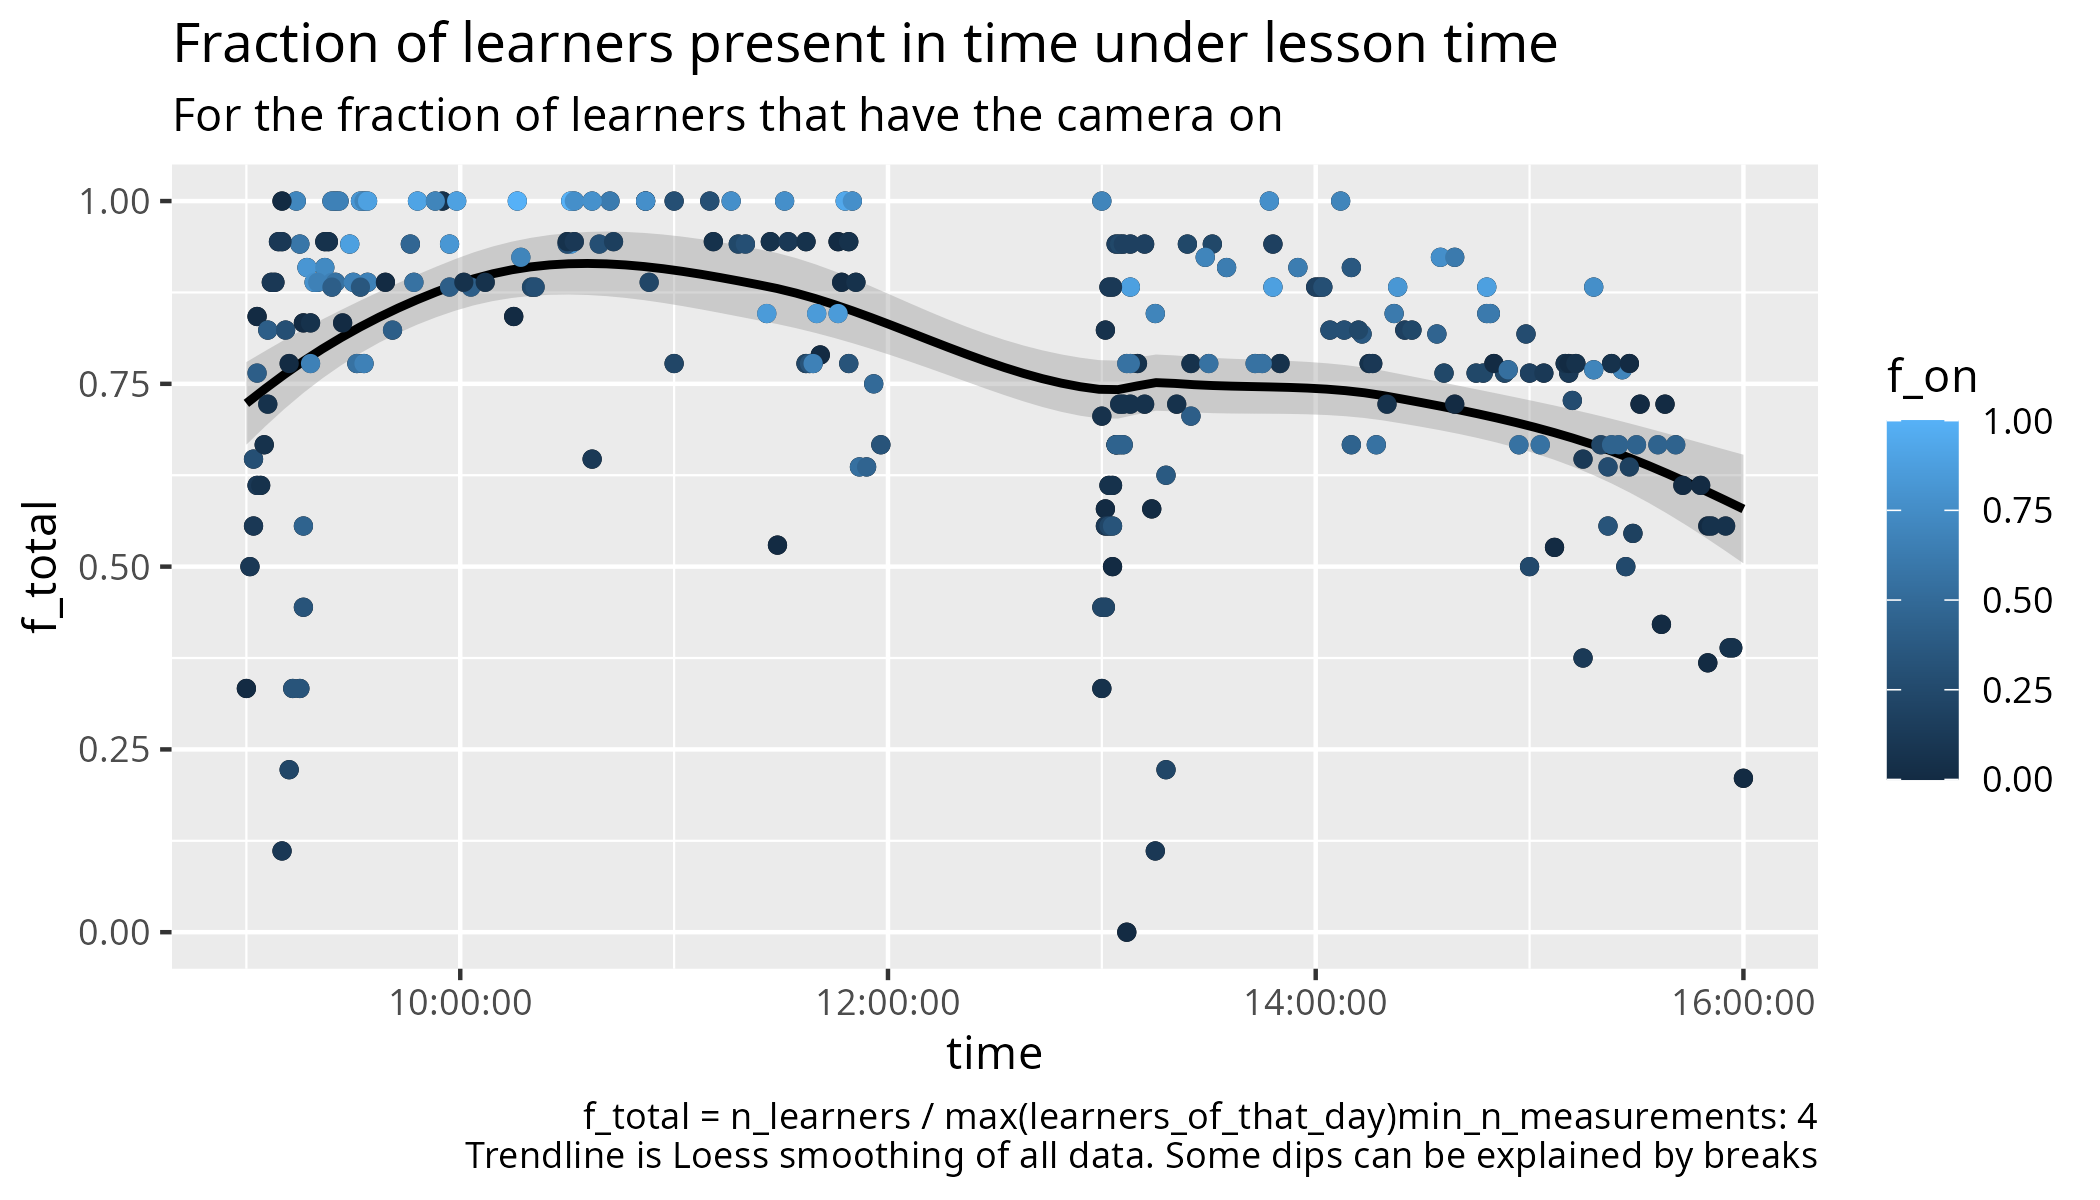 Fraction of learners present in time under lesson time
For the fraction of learners that have the camera on
f_total
1.00
0.75
0.50
0.25
0.00
10:00:00
12:00:00
14:00:00
16:00:00
time
f_on
1.00
0.75
0.50
0.25
0.00
f_total = n_learners / max(learners_of_that_day)min_n_measurements: 4
Trendline is Loess smoothing of all data. Some dips can be explained by breaks